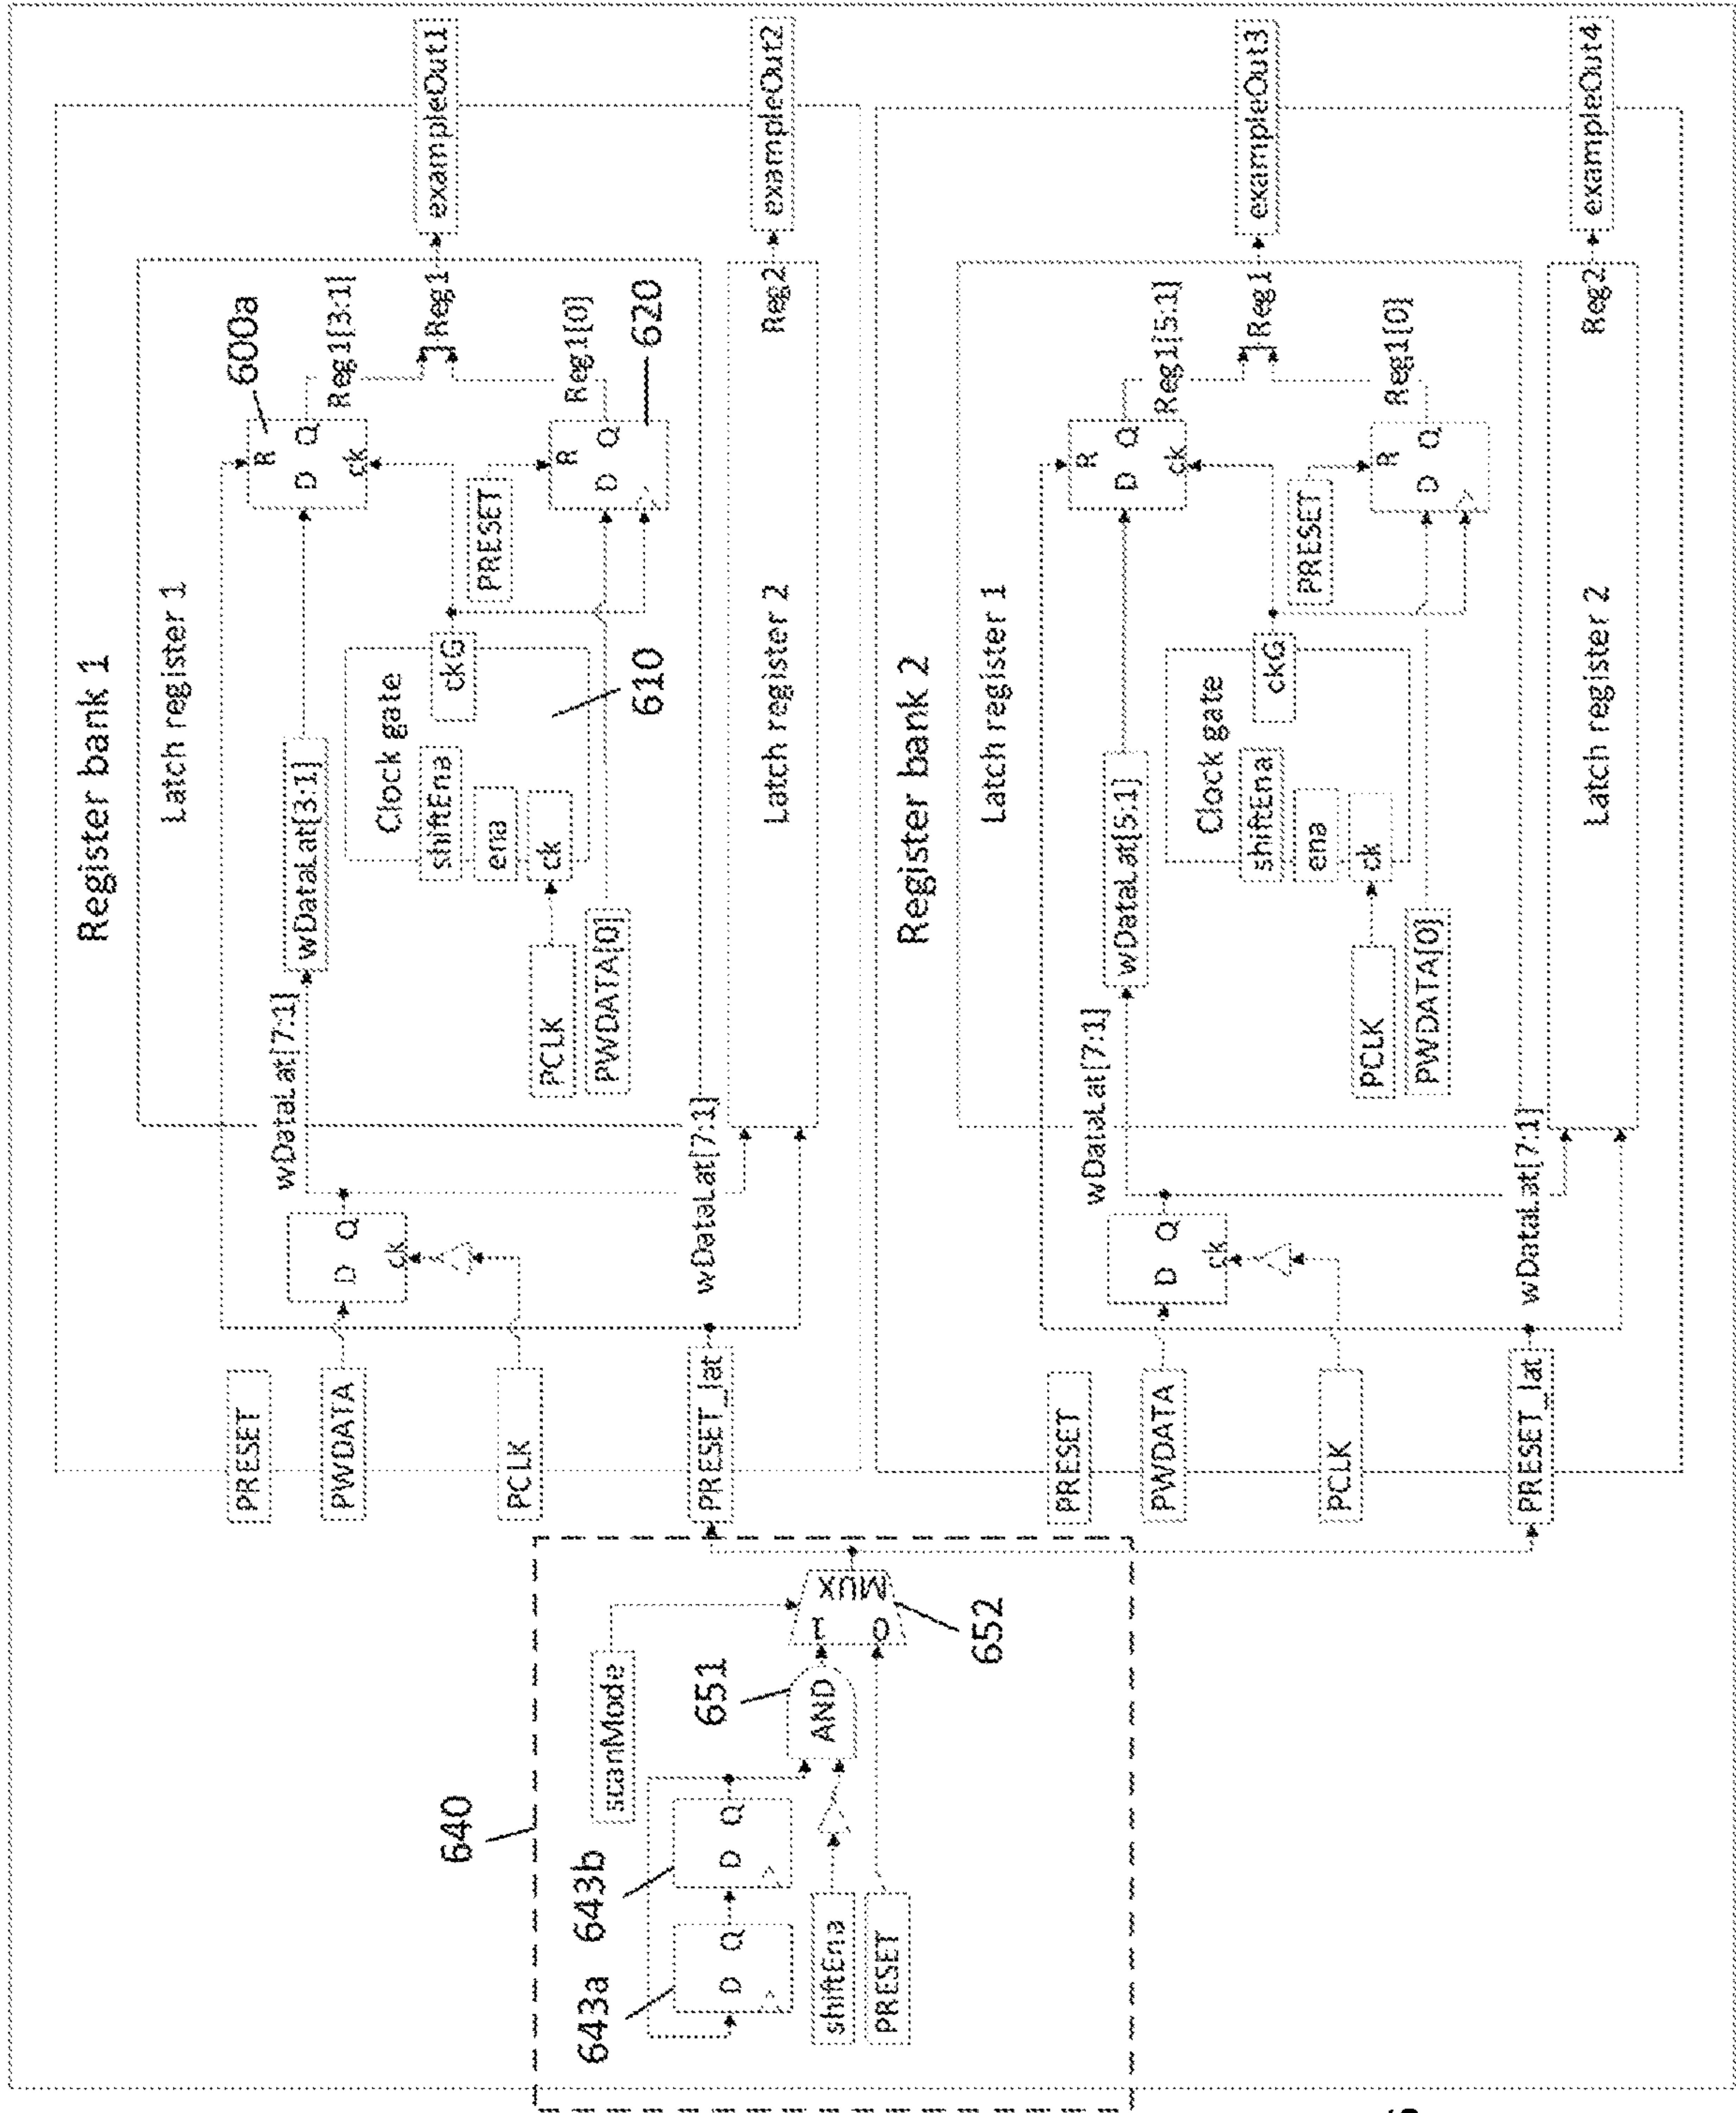 Register bank 1
Latch register 1
600a
PRESET
PWDATA
PCLK
D Q
ck
wDataLat[7:1]
wDataLat[3:1]
R
D Q
ck
Reg1[3:1]
Clock gate
shiftEna
ena
ck
ckG
610
PCLK
PWDATA[0]
PRESET
R
D Q
Reg1[0]
620
}Reg1
exampleOut1
PRESET_lat
wDataLat[7:1]
Latch register 2
Reg2
exampleOut2
640
643a
643b
D Q
D Q
scanMode
shiftEna
PRESET
651
AND
1
0
MUX
652
Register bank 2
Latch register 1
PRESET
PWDATA
PCLK
D Q
ck
wDataLat[7:1]
wDataLat[5:1]
R
D Q
ck
Reg1[5:1]
Clock gate
shiftEna
ena
ck
ckG
PCLK
PWDATA[0]
PRESET
R
D Q
Reg1[0]
}Reg1
exampleOut3
PRESET_lat
wDataLat[7:1]
Latch register 2
Reg2
exampleOut4